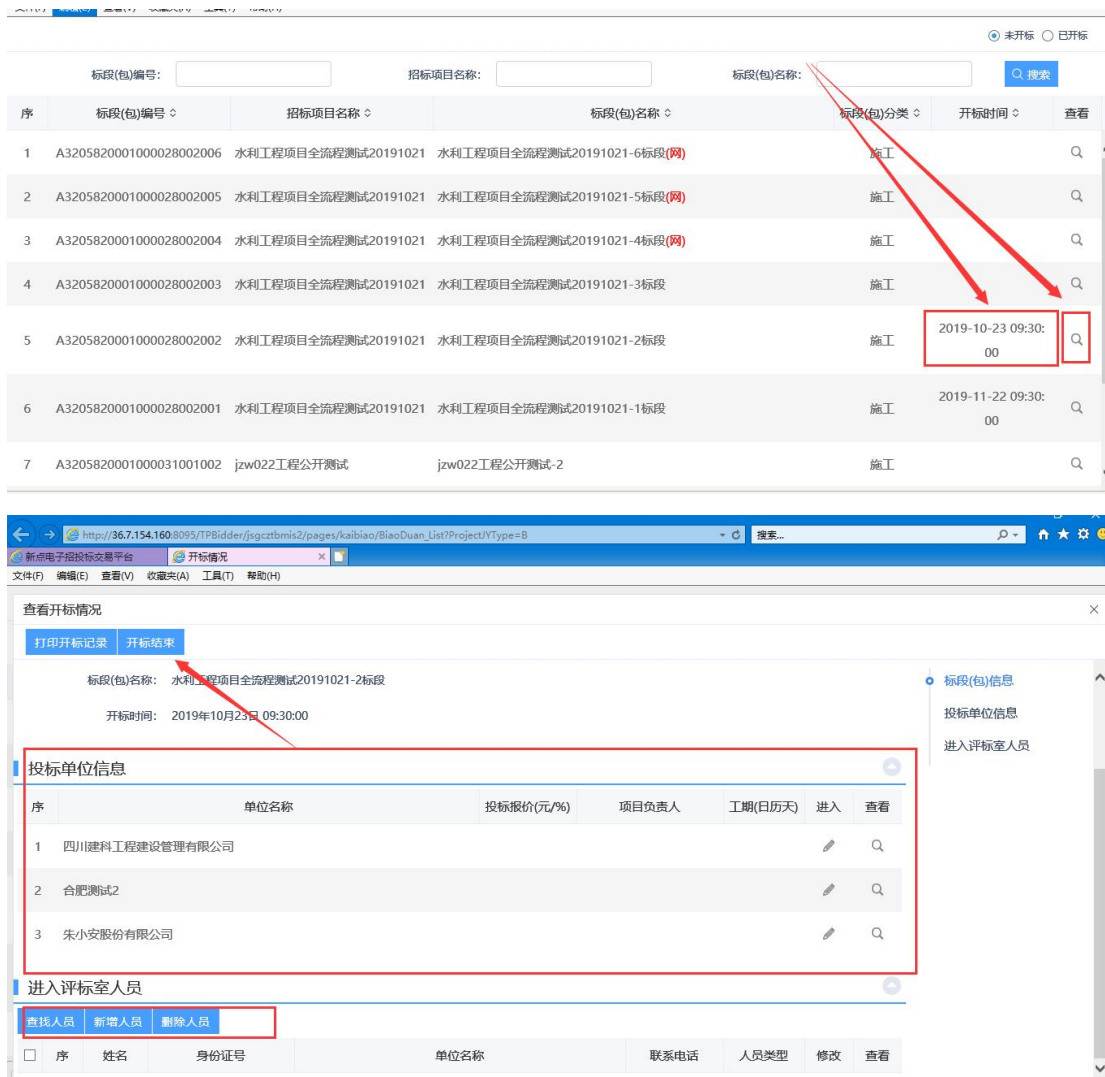 未开标 已开标
标段(包)编号: 招标项目名称: 标段(包)名称: 搜索
序 标段(包)编号 招标项目名称 标段(包)名称 标段(包)分类 开标时间 查看
1 A3205820001000028002006 水利工程项目全流程测试20191021 水利工程项目全流程测试20191021-6标段(网) 施工
2 A3205820001000028002005 水利工程项目全流程测试20191021 水利工程项目全流程测试20191021-5标段(网) 施工
3 A3205820001000028002004 水利工程项目全流程测试20191021 水利工程项目全流程测试20191021-4标段(网) 施工
4 A3205820001000028002003 水利工程项目全流程测试20191021 水利工程项目全流程测试20191021-3标段 施工
5 A3205820001000028002002 水利工程项目全流程测试20191021 水利工程项目全流程测试20191021-2标段 施工 2019-10-23 09:30:
00
6 A3205820001000028002001 水利工程项目全流程测试20191021 水利工程项目全流程测试20191021-1标段 施工 2019-11-22 09:30:
00
7 A3205820001000031001002 jzw022工程公开测试 jzw022工程公开测试-2 施工
http://36.7.154.160:8095/TPBidder/jsgcztbmis2/pages/kaibiao/BiaoDuan_List?ProjectJYType=B 搜索...
新点电子招投标交易平台 开标情况
文件(F) 编辑(E) 查看(V) 收藏夹(A) 工具(T) 帮助(H)
查看开标情况
打印开标记录 开标结束
标段(包)名称: 水利工程项目全流程测试20191021-2标段 标段(包)信息
开标时间: 2019年10月23日 09:30:00 投标单位信息
进入评标室人员
投标单位信息
序 单位名称 投标报价(元/%) 项目负责人 工期(日历天) 进入 查看
1 四川建科工程建设管理有限公司
2 合肥测试2
3 朱小安股份有限公司
进入评标室人员
查找人员 新增人员 删除人员
序 姓名 身份证号 单位名称 联系电话 人员类型 修改 查看